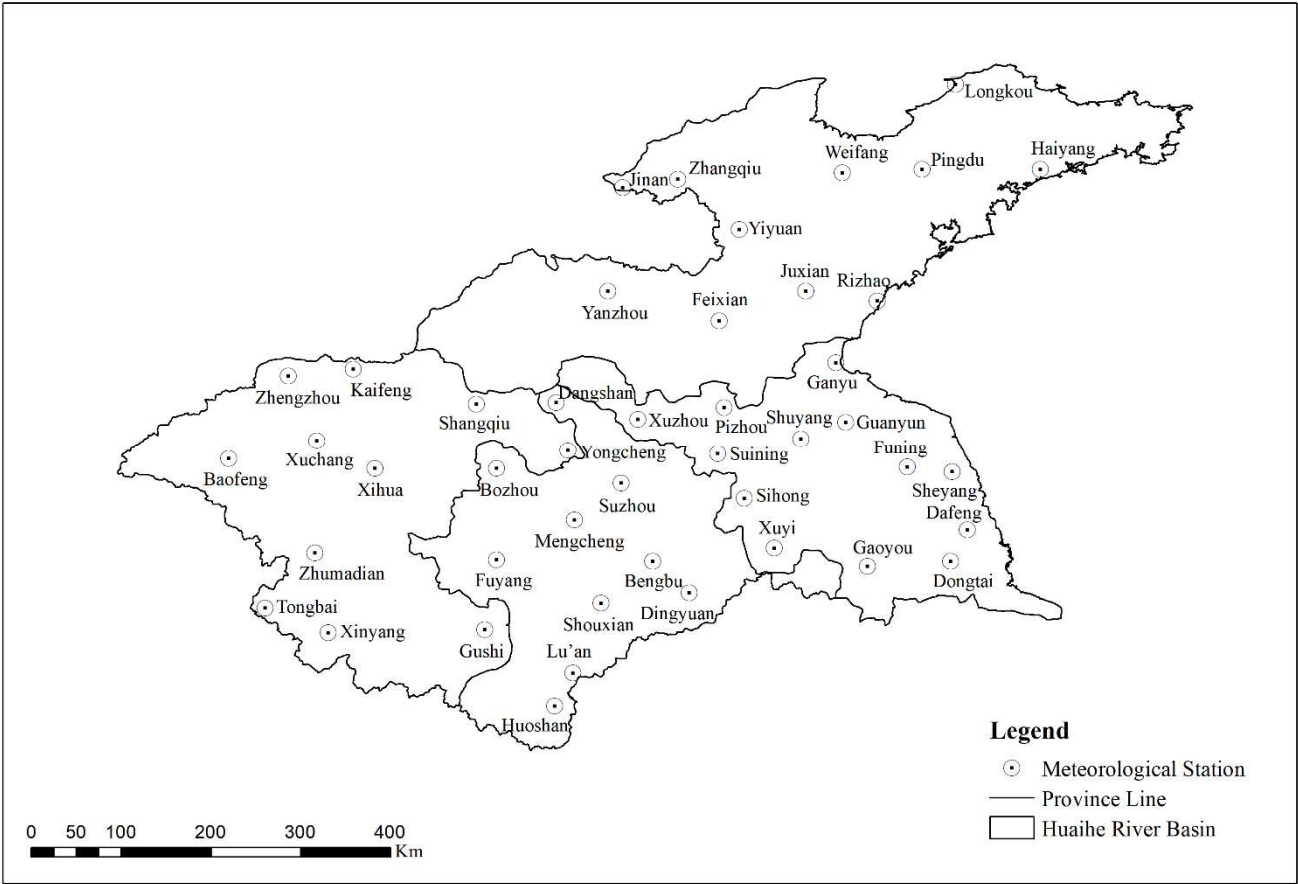 Longkou
Weifang
Pingdu
Haiyang
Jinan
Zhangqiu
Yiyuan
Juxian
Rizhao
Yanzhou
Feixian
Ganyu
Zhengzhou
Kaifeng
Shangqiu
Dangshan
Xuzhou
Pizhou
Shuyang
Guanyun
Xuchang
Yongcheng
Suining
Funing
Baofeng
Xihua
Bozhou
Suzhou
Sihong
Sheyang
Dafeng
Mengcheng
Xuyi
Zhumadian
Fuyang
Bengbu
Gaoyou
Dongtai
Tongbai
Shouxian
Dingyuan
Xinyang
Gushi
Lu’an
Huoshan
Legend
Meteorological Station
Province Line
Huaihe River Basin
0 50 100 200 300 400
Km